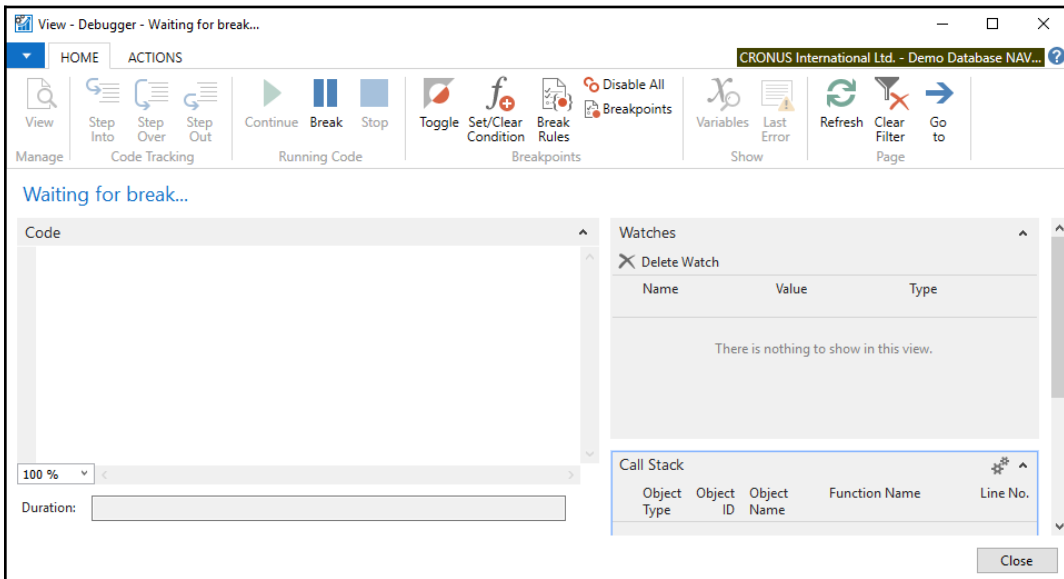 View - Debugger - Waiting for break...
HOME ACTIONS
CRONUS International Ltd. - Demo Database NAV...
View
Step Into
Step Over
Step Out
Continue Break Stop
Toggle Set/Clear Condition
Break Rules
Disable All
Breakpoints
Variables Last Error
Refresh Clear Filter
Go to
Manage Code Tracking Running Code Breakpoints Show Page
Waiting for break...
Code
100 %
Duration:
Watches
Delete Watch
Name Value Type
There is nothing to show in this view.
Call Stack
Object Type Object ID Object Name Function Name Line No.
Close